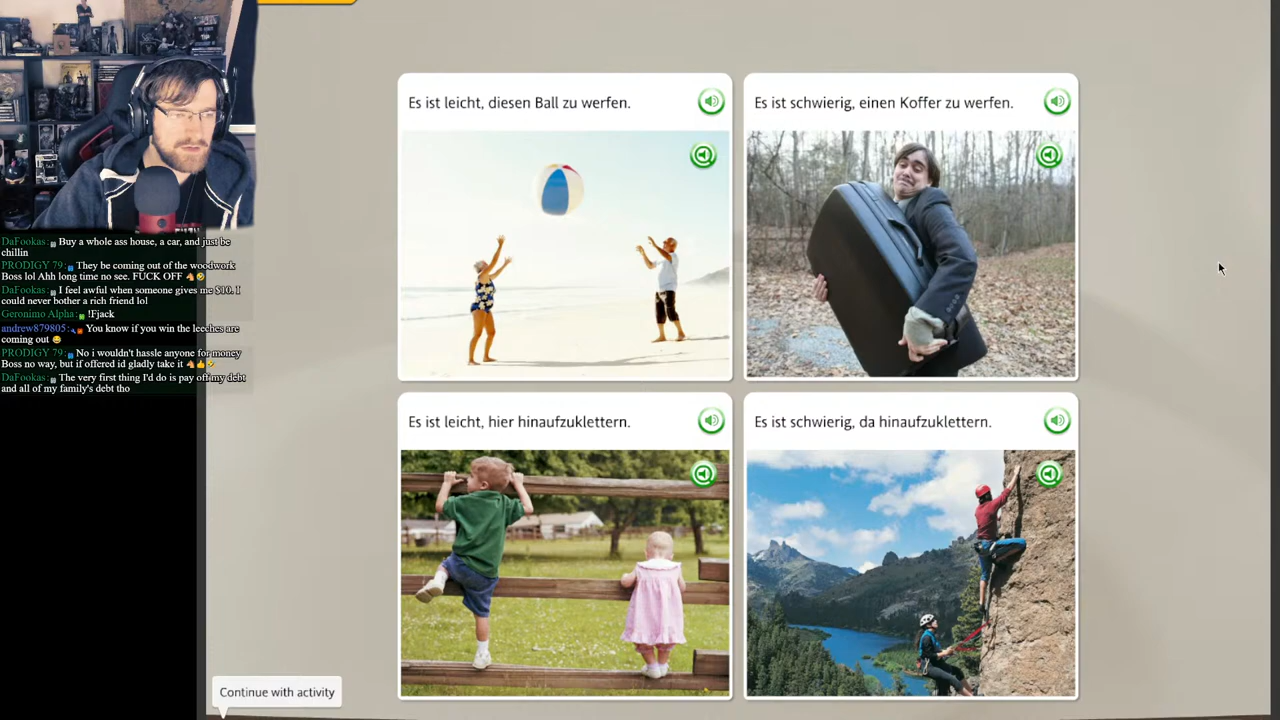 Es ist leicht, diesen Ball zu werfen.
Es ist schwierig, einen Koffer zu werfen.
Es ist leicht, hier hinaufzuklettern.
Es ist schwierig, da hinaufzuklettern.
DaFookas: Buy a whole ass house, a car, and just be
chillin
PRODIGY 79: They be coming out of the woodwork
Boss lol Ahh long time no see. FUCK OFF 🐴🤣
DaFookas: I feel awful when someone gives me $10. I
could never bother a rich friend lol
Geronimo Alpha: !Fjack
andrew879805: You know if you win the leeches are
coming out 😄
PRODIGY 79: No i wouldn't hassle anyone for money
Boss no way, but if offered id gladly take it 🐴👍🤣
DaFookas: The very first thing I'd do is pay off my debt
and all of my family's debt tho
Continue with activity